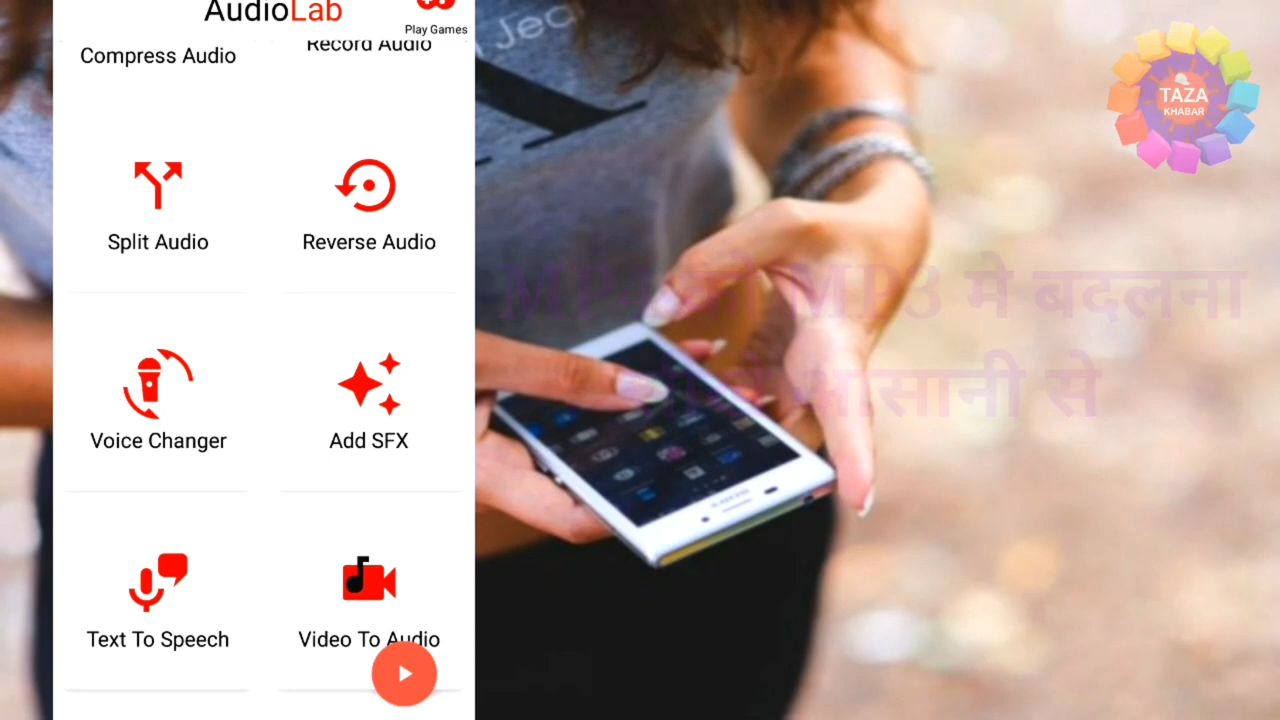 AudioLab
Play Games
Compress Audio
Record Audio
Split Audio
Reverse Audio
Voice Changer
Add SFX
Text To Speech
Video To Audio
TAZA
KHABAR
MP3 मे बदलना
आसानी से